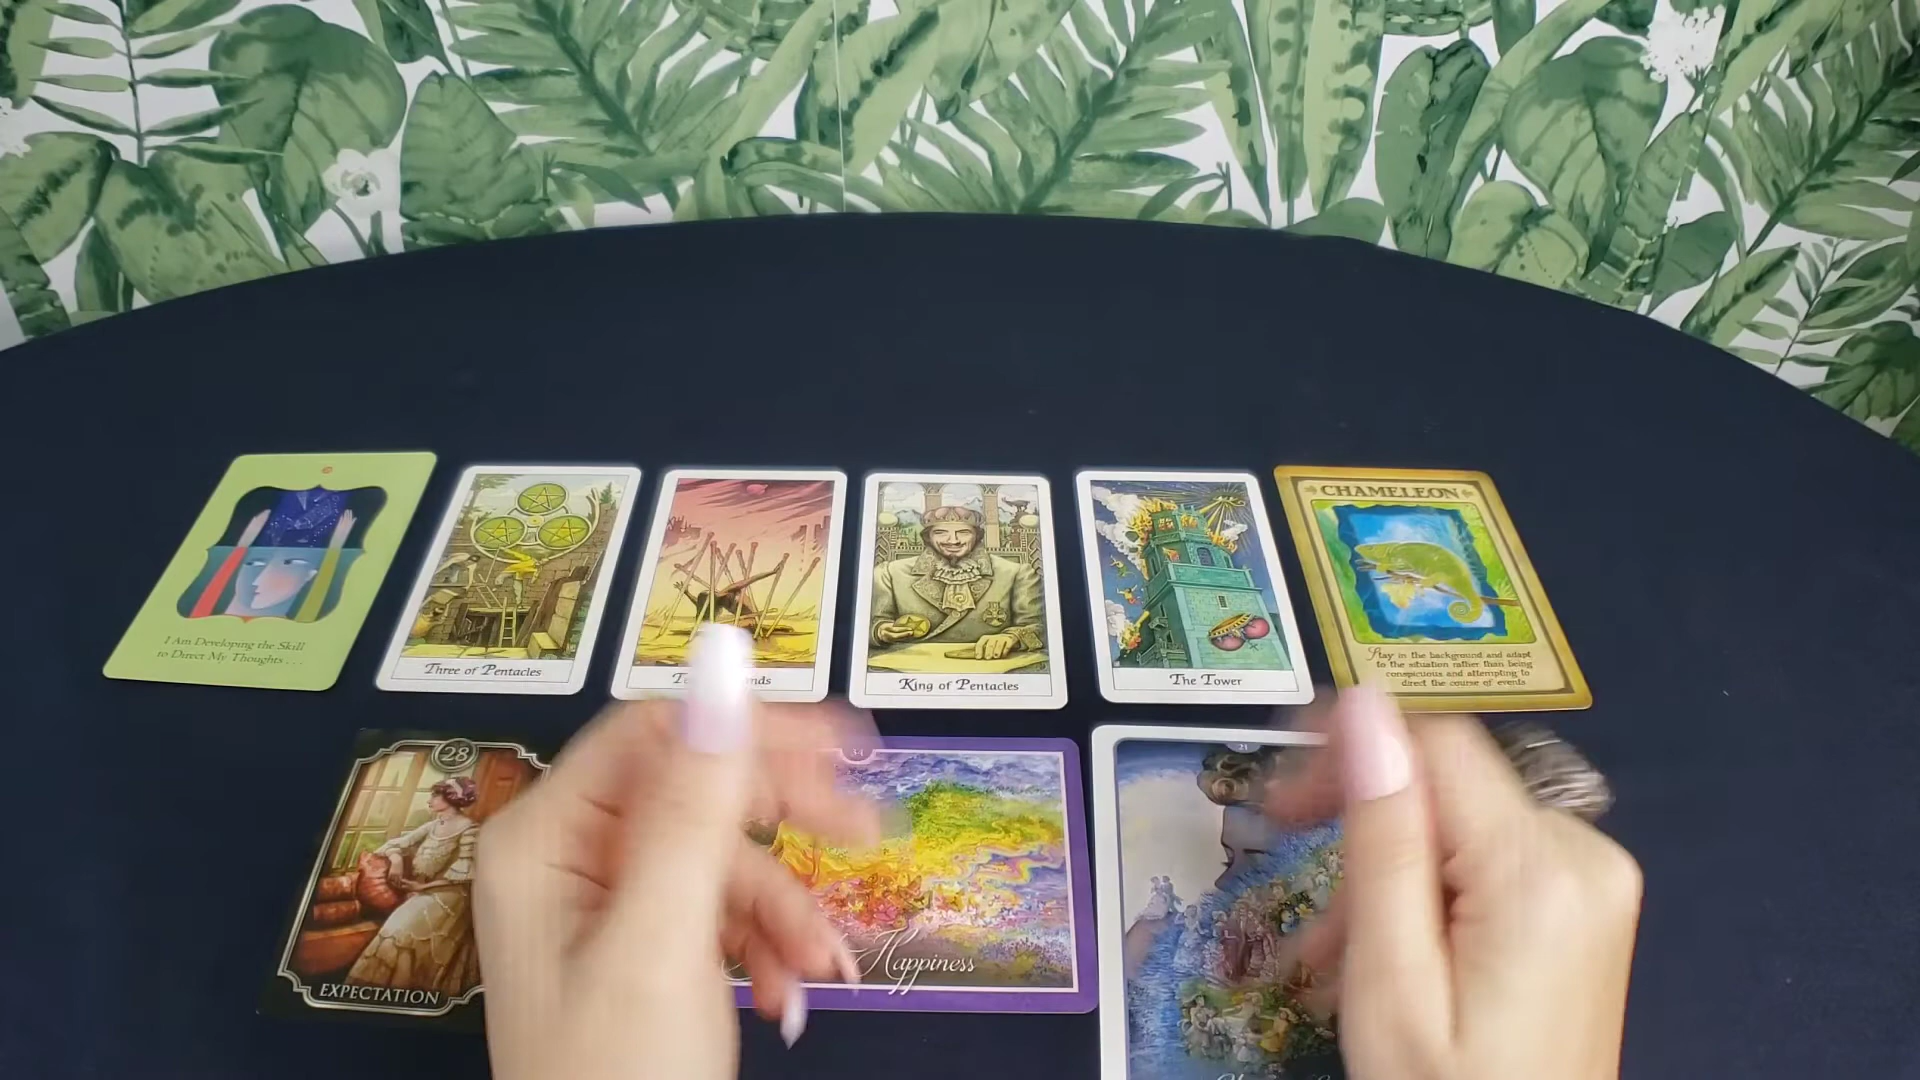 I Am Developing the Skill
to Direct My Thoughts . . .
Three of Pentacles
King of Pentacles
The Tower
CHAMELEON
Stay in the background and adapt
to the situation rather than being
conspicuous and attempting to
direct the course of events
28
EXPECTATION
Happiness
21